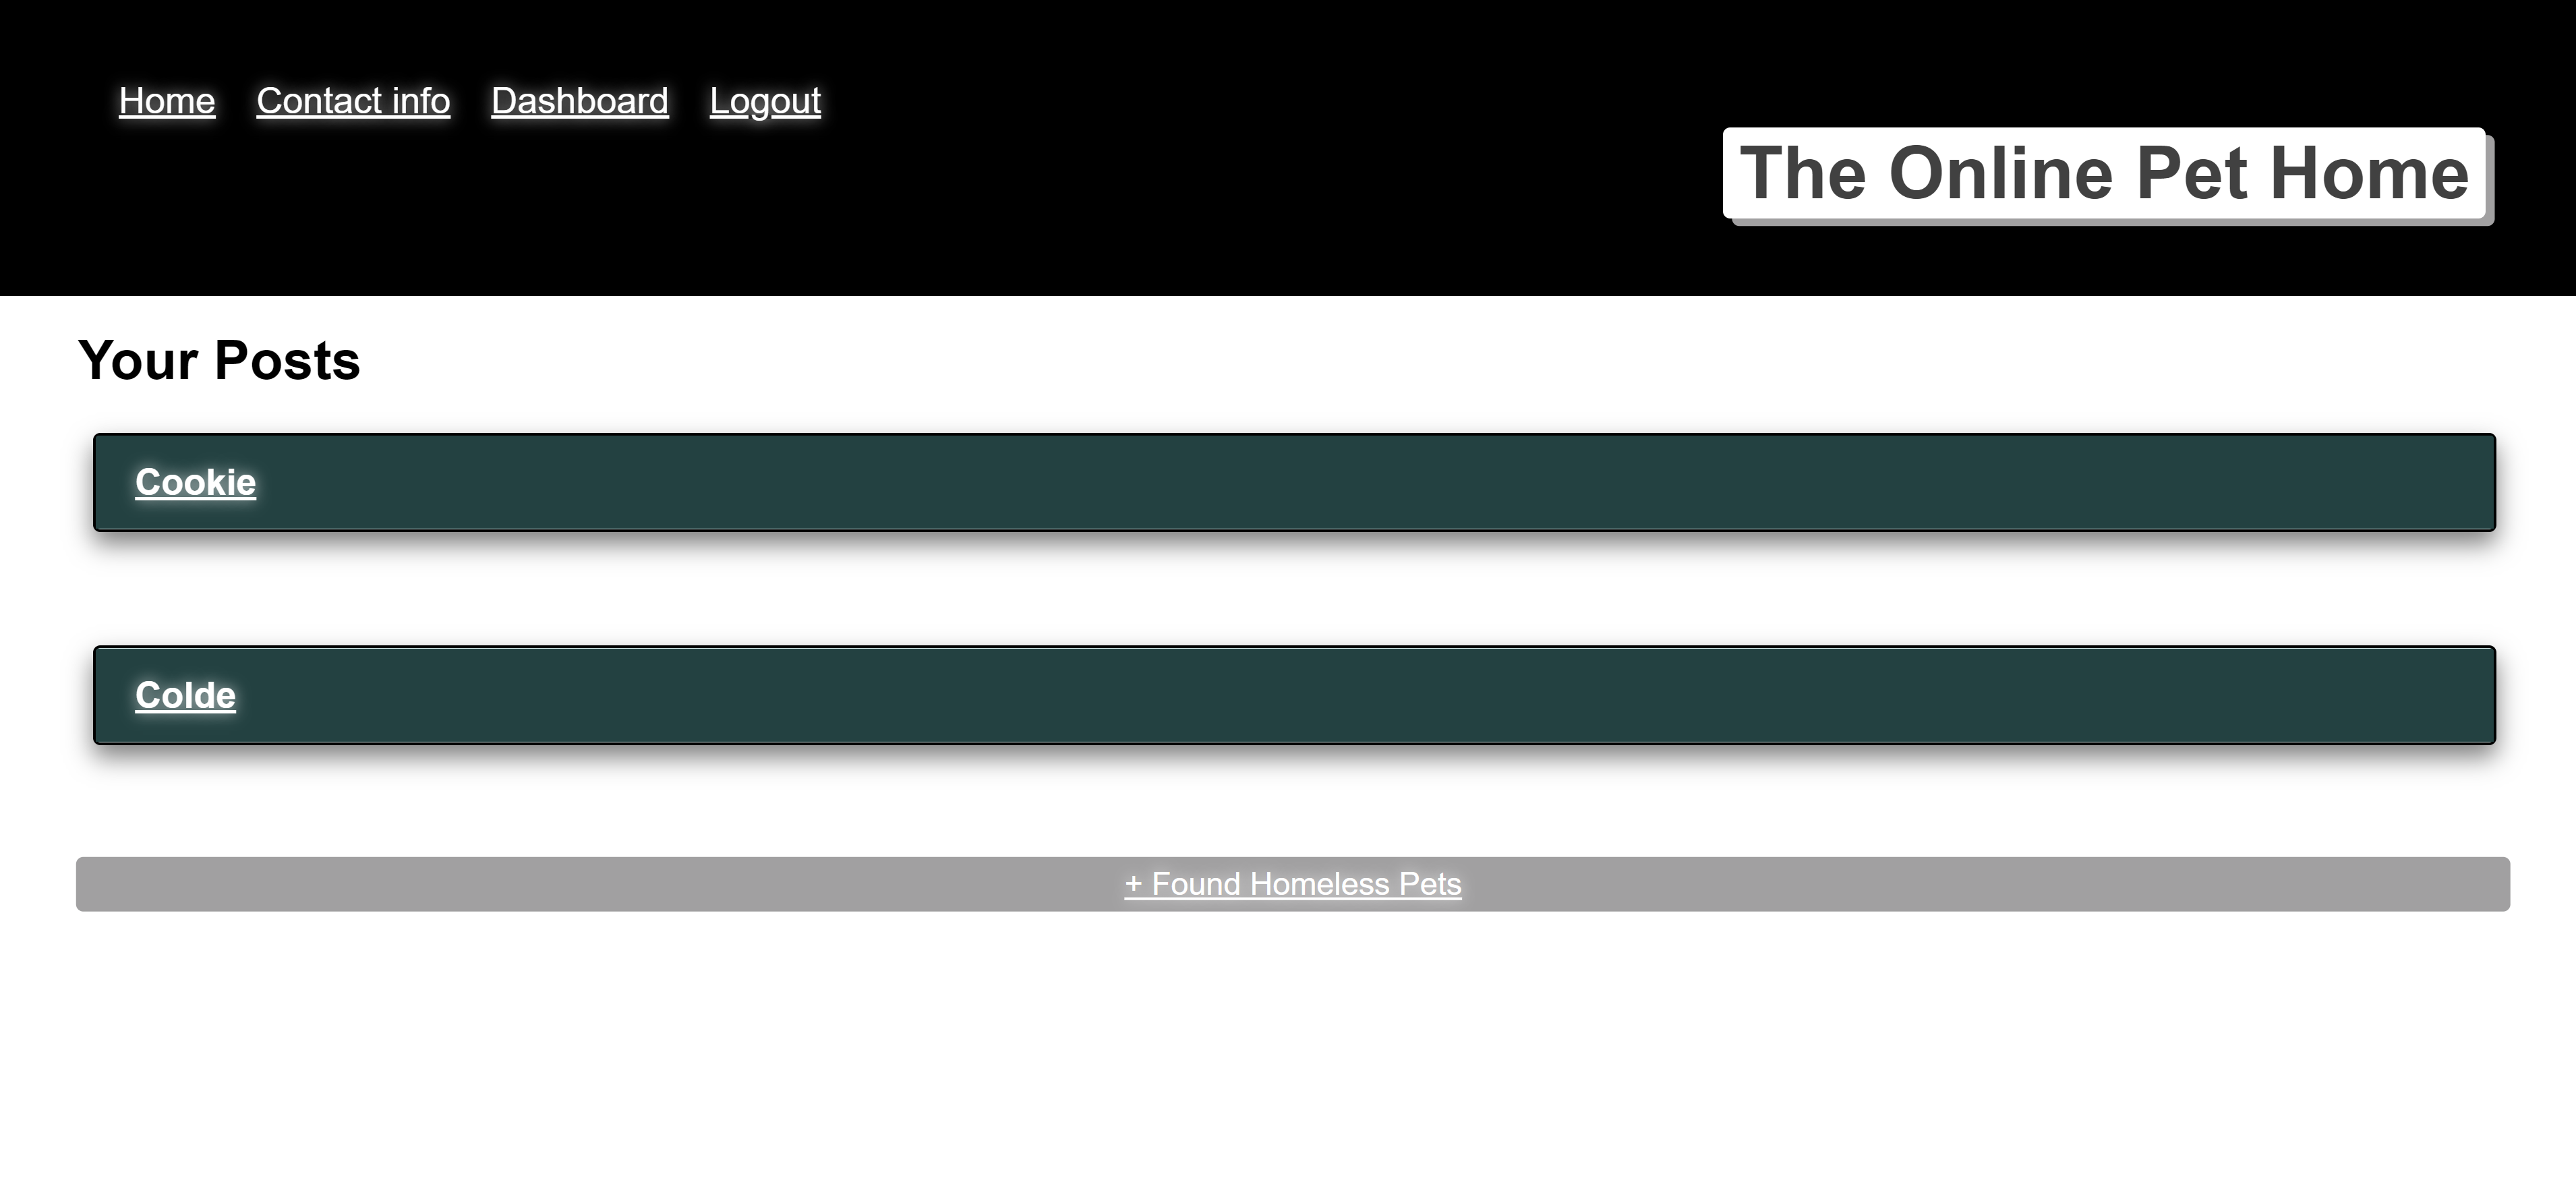 Home Contact info Dashboard Logout
The Online Pet Home
Your Posts
Cookie
Colde
+ Found Homeless Pets